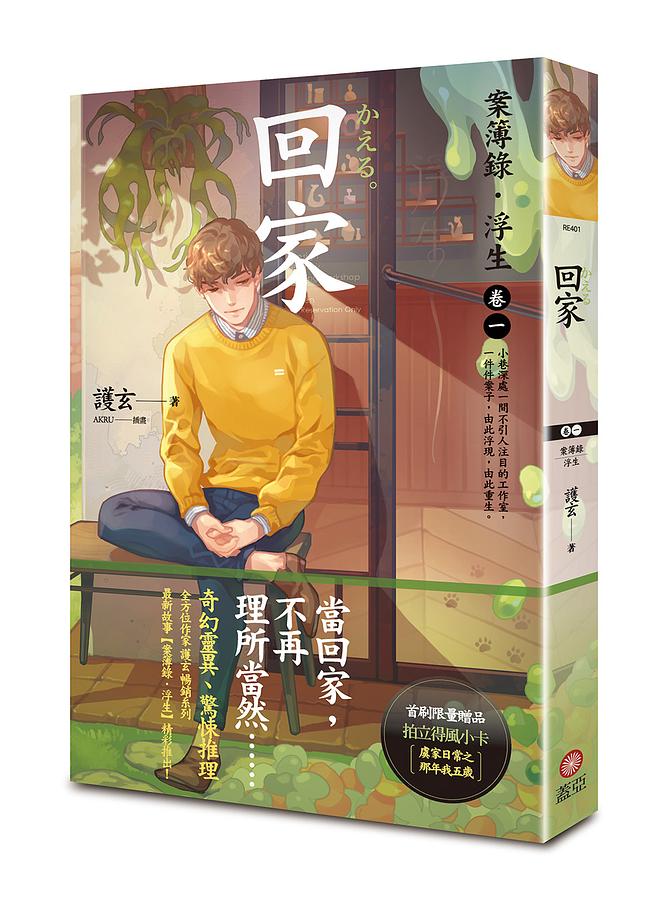 案簿錄・浮生
卷一
小巷深處一間不引人注目的工作室，
一件件案子，由此浮現，由此重生。
かえる。
回家
護玄——著
AKRU——插畫
Reservation Only
當回家，
不再
理所當然……
奇幻靈異、驚悚推理
全方位作家 護玄 暢銷系列
最新故事【案簿錄．浮生】精彩推出！
首刷限量贈品
拍立得風小卡
虞家日常之
那年我五歲
RE401
かえる
回家
卷一
案簿錄
浮生
護玄——著
蓋亞